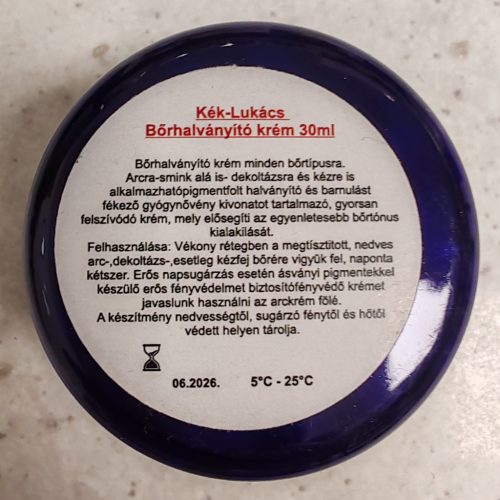 Kék-Lukács
Bőrhalványító krém 30ml
Bőrhalványító krém minden bőrtípusra.
Arcra-smink alá is- dekoltázsra és kézre is
alkalmazhatópigmentfolt halványító és barnulást
fékező gyógynövény kivonatot tartalmazó, gyorsan
felszívódó krém, mely elősegíti az egyenletesebb bőrtónus
kialakilását.
Felhasználása: Vékony rétegben a megtísztított, nedves
arc-,dekoltázs-,esetleg kézfej bőrére vigyük fel, naponta
kétszer. Erős napsugárzás esetén ásványi pigmentekkel
készülő erős fényvédelmet biztosítófényvédő krémet
javaslunk használni az arckrém fölé.
A készítmény nedvességtől, sugárzó fénytől és hőtől
védett helyen tárolja.
06.2026. 5°C - 25°C